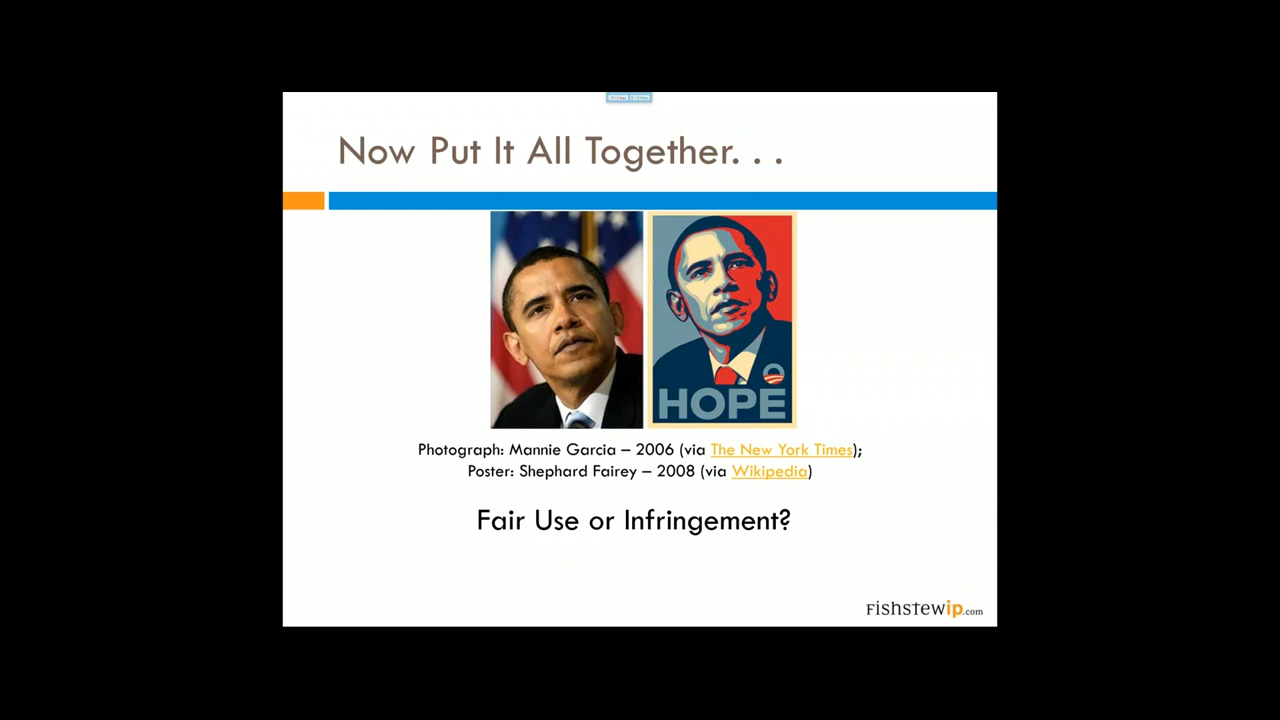 Now Put It All Together. . .
HOPE
Photograph: Mannie Garcia – 2006 (via The New York Times);
Poster: Shephard Fairey – 2008 (via Wikipedia)
Fair Use or Infringement?
Fishstewip.com